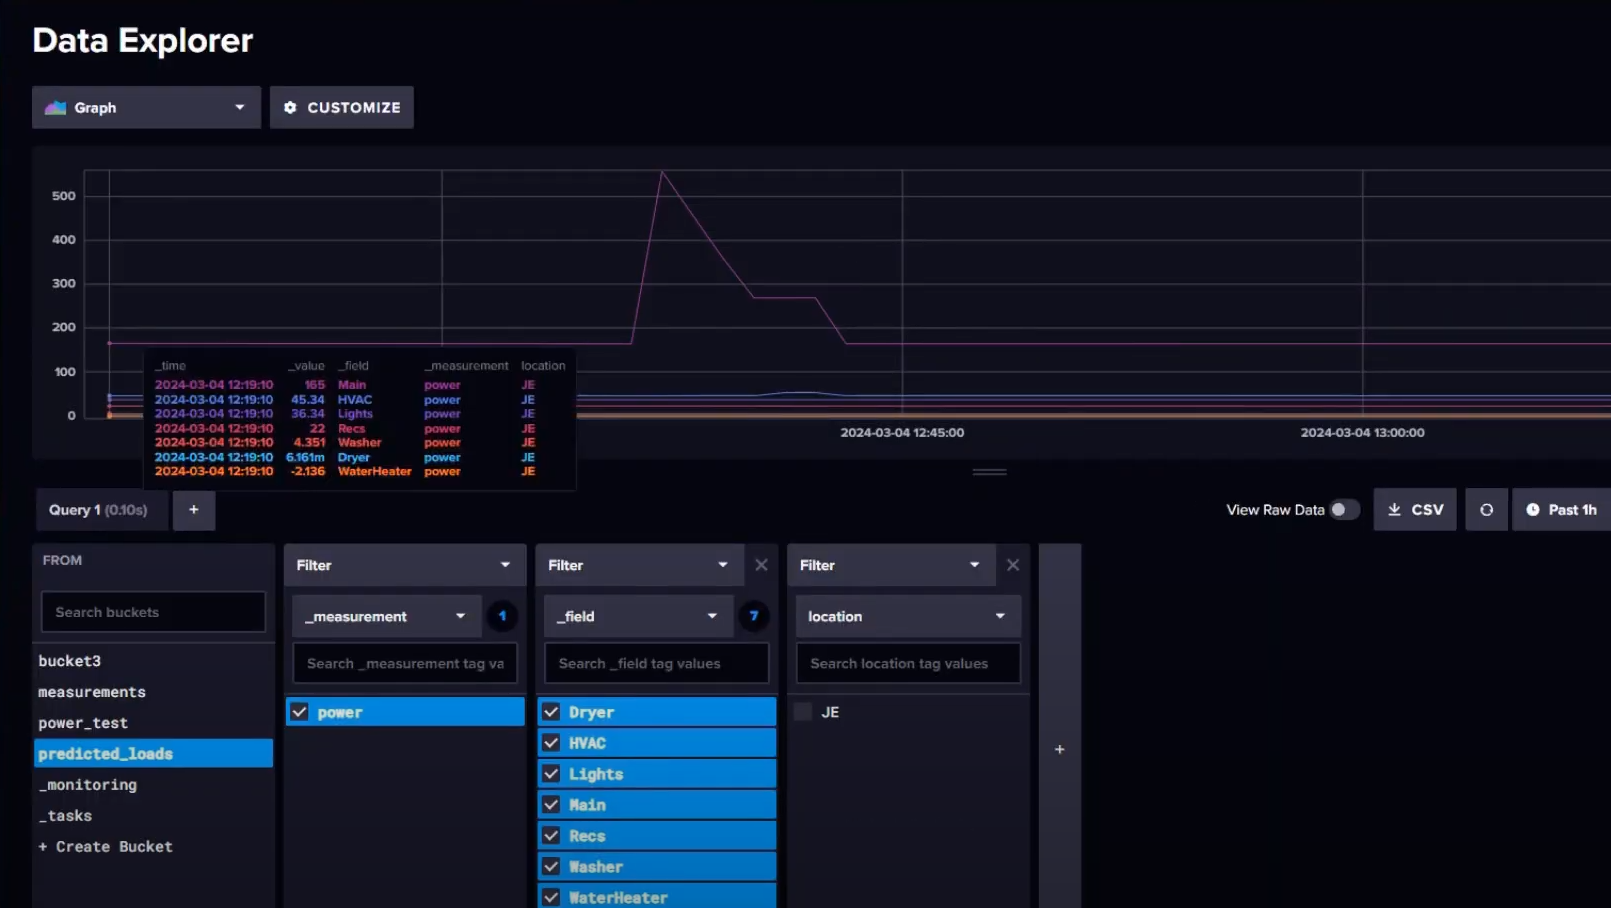 Data Explorer
Graph
CUSTOMIZE
500
400
300
200
100
0
_time _value _field _measurement location
2024-03-04 12:19:10 165 Main power JE
2024-03-04 12:19:10 45.34 HVAC power JE
2024-03-04 12:19:10 36.34 Lights power JE
2024-03-04 12:19:10 22 Recs power JE
2024-03-04 12:19:10 4.351 Washer power JE
2024-03-04 12:19:10 6.161m Dryer power JE
2024-03-04 12:19:10 -2.136 WaterHeater power JE
2024-03-04 12:45:00
2024-03-04 13:00:00
Query 1 (0.10s)
+
View Raw Data
CSV
Past 1h
FROM
Search buckets
bucket3
measurements
power_test
predicted_loads
_monitoring
_tasks
+ Create Bucket
Filter
_measurement
1
Search _measurement tag va
power
Filter
_field
7
Search _field tag values
Dryer
HVAC
Lights
Main
Recs
Washer
WaterHeater
Filter
location
Search location tag values
JE
+